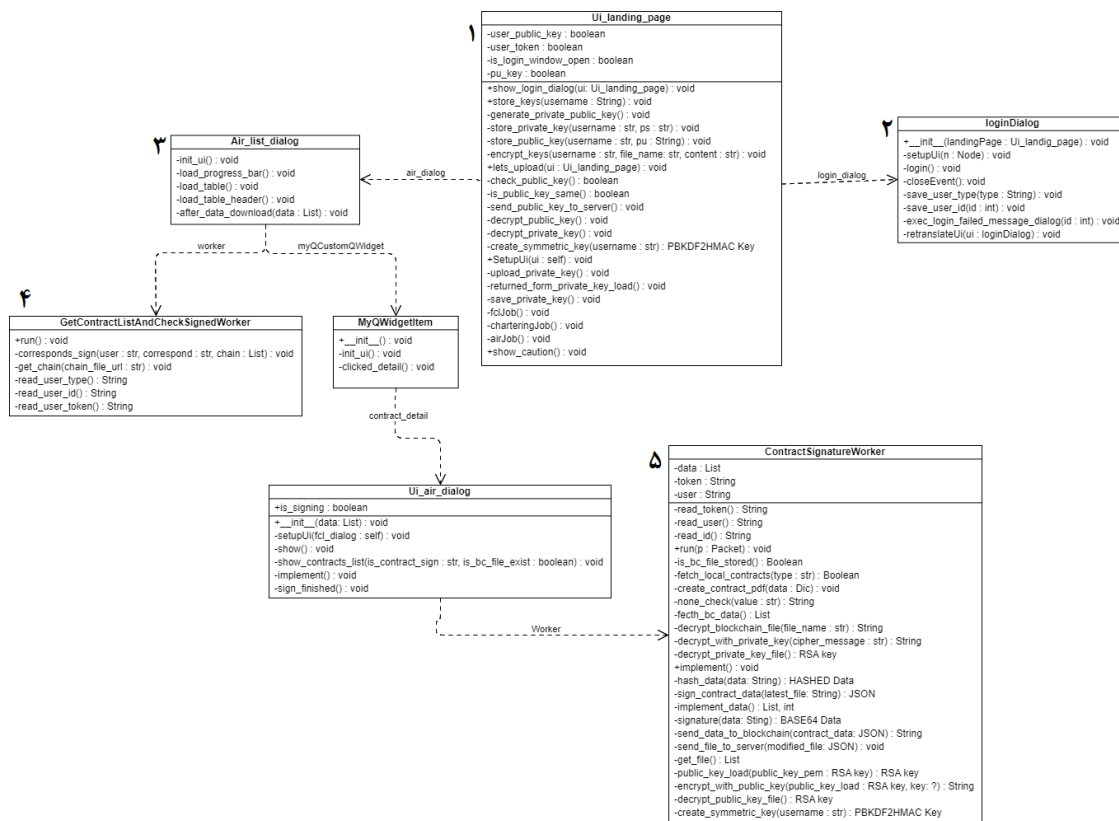 Ui_landing_page
۱
-user_public_key : boolean
-user_token : boolean
-is_login_window_open : boolean
-pu_key : boolean
+show_login_dialog(ui: Ui_landing_page) : void
+store_keys(username : String) : void
-generate_private_public_key() : void
-store_private_key(username : str, ps : str) : void
-store_public_key(username : str, pu : String) : void
-encrypt_keys(username : str, file_name: str, content : str) : void
+lets_upload(ui : Ui_landing_page) : void
-check_public_key() : boolean
-is_public_key_same() : boolean
-send_public_key_to_server() : void
-decrypt_public_key() : void
-decrypt_private_key() : void
-create_symmetric_key(username : str) : PBKDF2HMAC Key
+SetupUi(ui : self) : void
-upload_private_key() : void
-returned_form_private_key_load() : void
-save_private_key() : void
-fclJob() : void
-charteringJob() : void
-airJob() : void
+show_caution() : void
air_dialog
login_dialog
۲
loginDialog
+__init__(landingPage : Ui_landig_page) : void
-setupUi(n : Node) : void
-login() : void
-closeEvent(): void
-save_user_type(type : String) : void
-save_user_id(id : int) : void
-exec_login_failed_message_dialog(id : int) : void
-retranslateUi(ui : loginDialog) : void
۳
Air_list_dialog
-init_ui() : void
-load_progress_bar() : void
-load_table() : void
-load_table_header() : void
-after_data_download(data : List) : void
worker
myQCustomQWidget
۴
GetContractListAndCheckSignedWorker
+run() : void
-corresponds_sign(user : str, correspond : str, chain : List) : void
-get_chain(chain_file_url : str) : void
-read_user_type() : String
-read_user_id() : String
-read_user_token() : String
MyQWidgetItem
+__init__() : void
-init_ui() : void
-clicked_detail() : void
contract_detail
Ui_air_dialog
+is_signing : boolean
+__init__(data: List) : void
-setupUi(fcl_dialog : self) : void
-show() : void
-show_contracts_list(is_contract_sign : str, is_bc_file_exist : boolean) : void
-implement() : void
-sign_finished() : void
Worker
۵
ContractSignatureWorker
-data : List
-token : String
-user : String
-read_token() : String
-read_user() : String
-read_id() : String
+run(p : Packet) : void
-is_bc_file_stored() : Boolean
-fetch_local_contracts(type : str) : Boolean
-create_contract_pdf(data : Dic) : void
-none_check(value : str) : String
-fecth_bc_data() : List
-decrypt_blockchain_file(file_name : str) : String
-decrypt_with_private_key(cipher_message : str) : String
-decrypt_private_key_file() : RSA key
+implement() : void
-hash_data(data: String) : HASHED Data
-sign_contract_data(latest_file: String) : JSON
-implement_data() : List, int
-signature(data: Sting) : BASE64 Data
-send_data_to_blockchain(contract_data: JSON) : String
-send_file_to_server(modified_file: JSON) : void
-get_file() : List
-public_key_load(public_key_pem : RSA key) : RSA key
-encrypt_with_public_key(public_key_load : RSA key, key: ?) : String
-decrypt_public_key_file() : RSA key
-create_symmetric_key(username : str) : PBKDF2HMAC Key